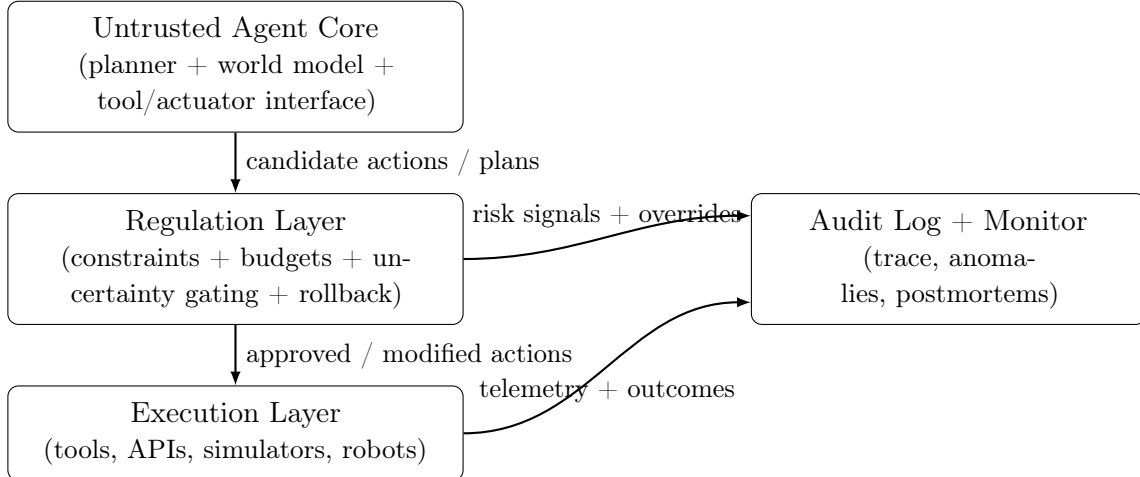 Untrusted Agent Core
(planner + world model +
tool/actuator interface)
candidate actions / plans
Regulation Layer
(constraints + budgets + un-
certainty gating + rollback)
risk signals + overrides
Audit Log + Monitor
(trace, anoma-
lies, postmortems)
approved / modified actions
telemetry + outcomes
Execution Layer
(tools, APIs, simulators, robots)